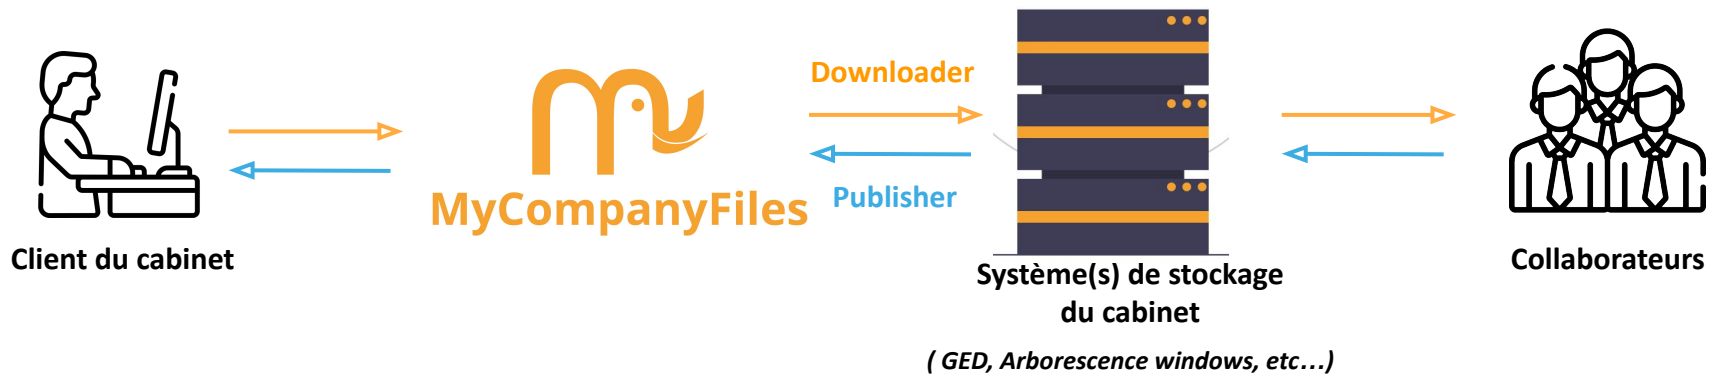 Downloader
Publisher
MyCompanyFiles
Client du cabinet
Système(s) de stockage
du cabinet
( GED, Arborescence windows, etc...)
Collaborateurs